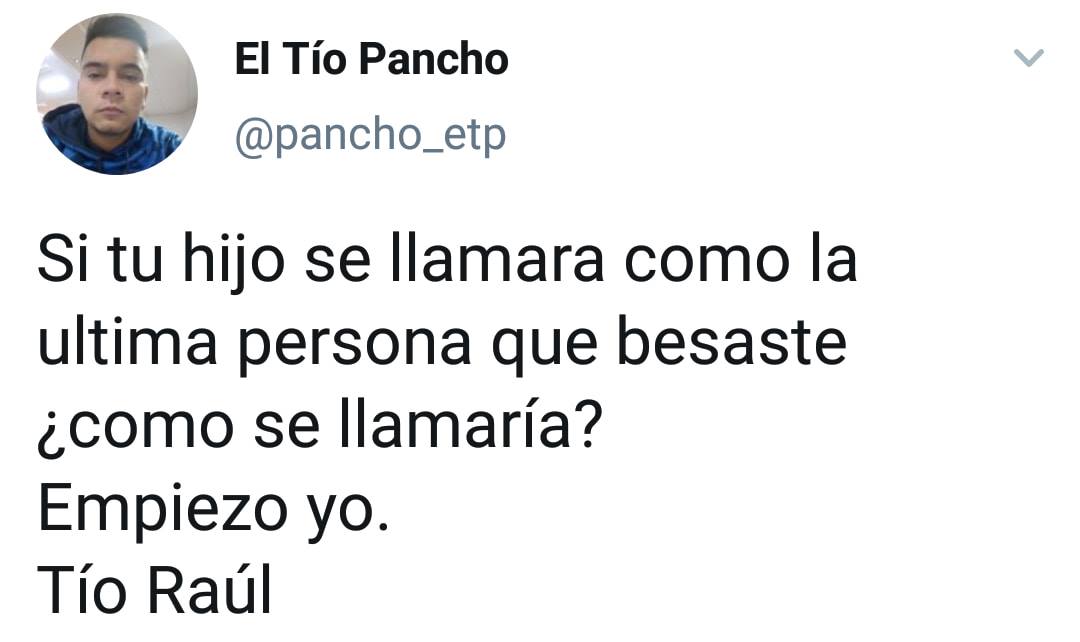 El Tío Pancho
@pancho_etp
Si tu hijo se llamara como la
ultima persona que besaste
¿como se llamaría?
Empiezo yo.
Tío Raúl